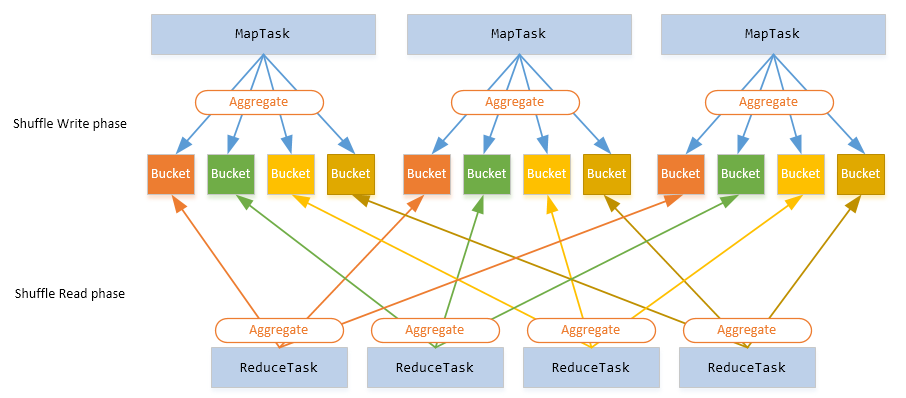 MapTask
MapTask
MapTask
Aggregate
Aggregate
Aggregate
Shuffle Write phase
Bucket
Bucket
Bucket
Bucket
Bucket
Bucket
Bucket
Bucket
Bucket
Bucket
Bucket
Bucket
Shuffle Read phase
Aggregate
Aggregate
Aggregate
Aggregate
ReduceTask
ReduceTask
ReduceTask
ReduceTask